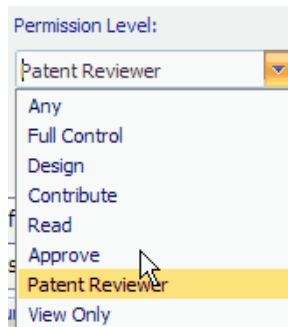 Permission Level:
Patent Reviewer
Any
Full Control
Design
Contribute
Read
Approve
Patent Reviewer
View Only